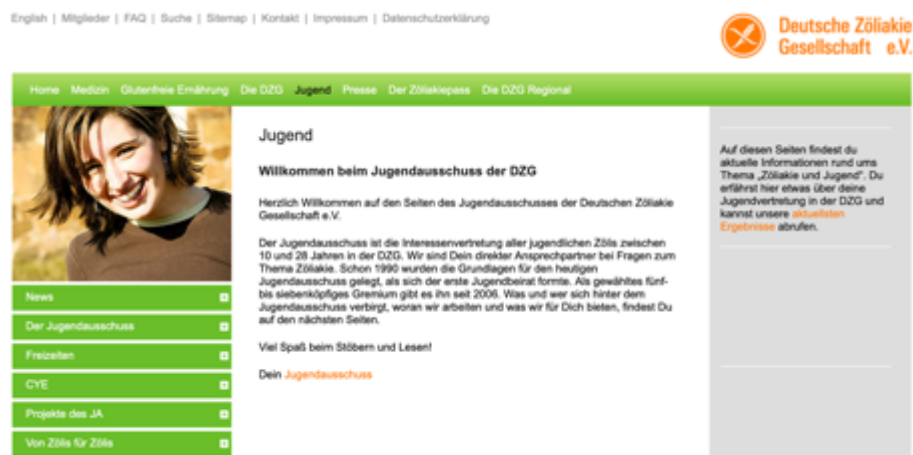 English | Mitglieder | FAQ | Suche | Sitemap | Kontakt | Impressum | Datenschutzerklärung
Deutsche Zöliakie
Gesellschaft e.V.
Home Medizin Glutenfreie Ernährung Die DZG Jugend Presse Der Zöliakiepass Die DZG Regional
Jugend
Willkommen beim Jugendausschuss der DZG
Herzlich Willkommen auf den Seiten des Jugendausschusses der Deutschen Zöliakie
Gesellschaft e.V.
Der Jugendausschuss ist die Interessenvertretung aller jugendlichen Zölis zwischen
10 und 28 Jahren in der DZG. Wir sind Dein direkter Ansprechpartner bei Fragen zum
Thema Zöliakie. Schon 1990 wurden die Grundlagen für den heutigen
Jugendausschuss gelegt, als sich der erste Jugendbeirat formte. Als gewähltes fünf-
bis siebenköpfiges Gremium gibt es ihn seit 2006. Was und wer sich hinter dem
Jugendausschuss verbirgt, woran wir arbeiten und was wir für Dich bieten, findest Du
auf den nächsten Seiten.
Viel Spaß beim Stöbern und Lesen!
Dein Jugendausschuss
News
Der Jugendausschuss
Freizeiten
CYE
Projekte des JA
Von Zölis für Zölis
Auf diesen Seiten findest du
aktuelle Informationen rund ums
Thema „Zöliakie und Jugend". Du
erfährst hier etwas über deine
Jugendvertretung in der DZG und
kannst unsere aktuellsten
Ergebnisse abrufen.